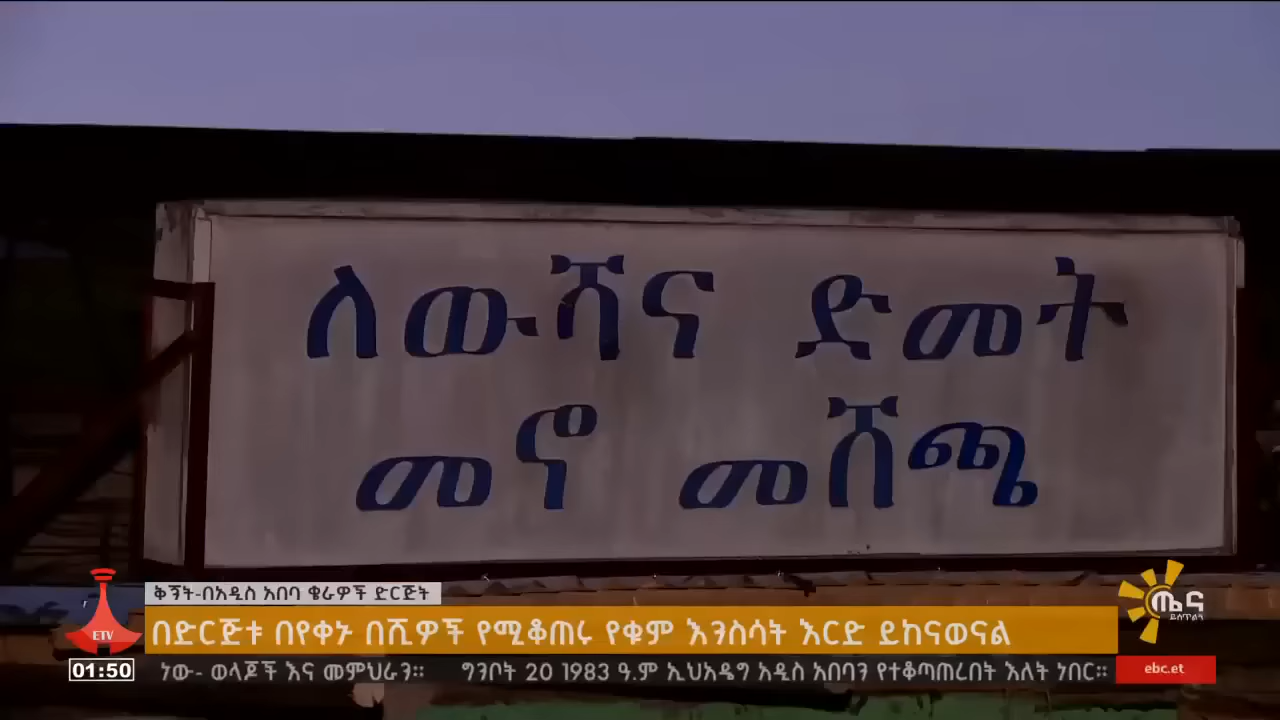 ለውሻና ድመት
መኖ መሸጫ
ቅኝት-በአዲስ አበባ ቄራዎች ድርጅት
በድርጅቱ በየቀኑ በሺዎች የሚቆጠሩ የቁም እንስሳት እርድ ይከናወናል
ETV
ጤና
ይስጥልን
01:50
ነው- ወላጆች እና መምህራን። ግንቦት 20 1983 ዓ.ም ኢህአዴግ አዲስ አበባን የተቆጣጠረበት እለት ነበር።
ebc.et